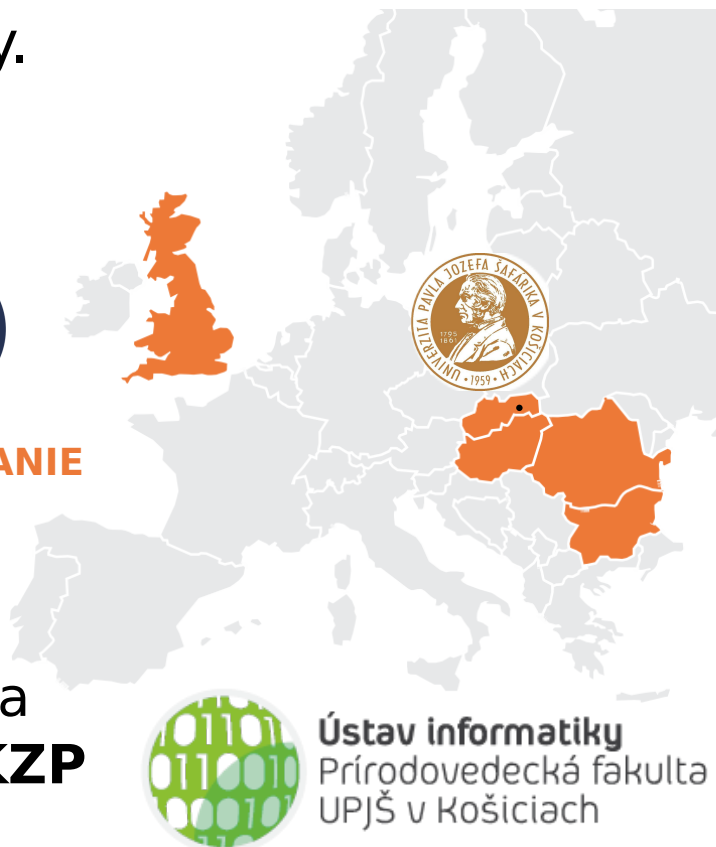 y.
UNIVERZITA PAVLA JOZEFA ŠAFÁRIKA V KOŠICIACH
·1959·
1795
1861
ANIE
a
KZP
Ústav informatiky
Prírodovedecká fakulta
UPJŠ v Košiciach